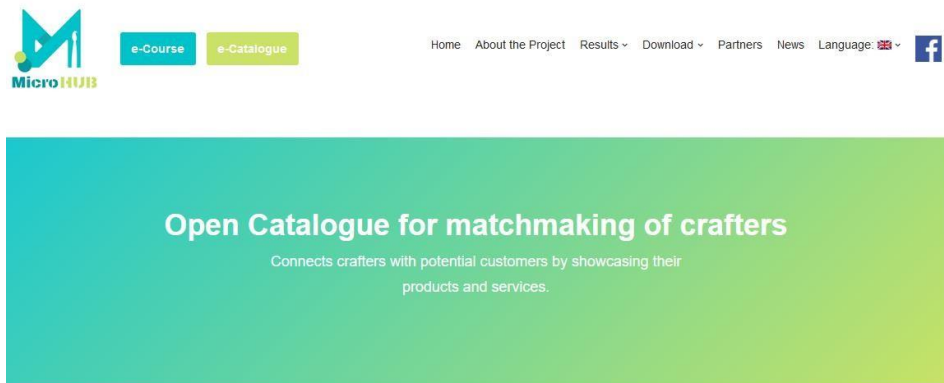 MicroHUB
e-Course
e-Catalogue
Home About the Project Results Download Partners News Language:
Open Catalogue for matchmaking of crafters
Connects crafters with potential customers by showcasing their
products and services.